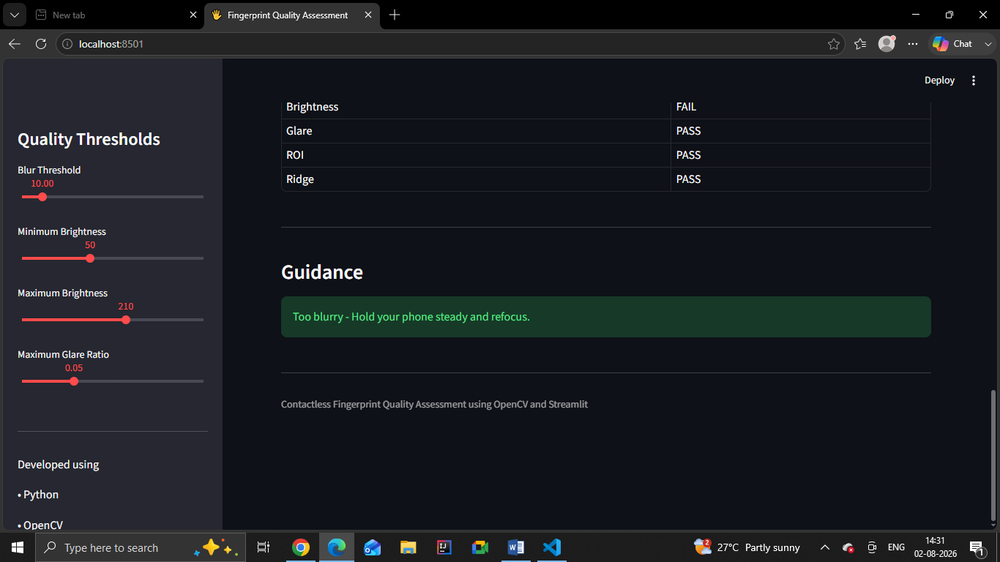 New tab
Fingerprint Quality Assessment
localhost:8501
Chat
Deploy
Quality Thresholds
Blur Threshold
10.00
Minimum Brightness
50
Maximum Brightness
210
Maximum Glare Ratio
0.05
Developed using
• Python
• OpenCV
Brightness FAIL
Glare PASS
ROI PASS
Ridge PASS
Guidance
Too blurry - Hold your phone steady and refocus.
Contactless Fingerprint Quality Assessment using OpenCV and Streamlit
Type here to search
2
27°C Partly sunny
ENG
14:31
02-08-2026
1